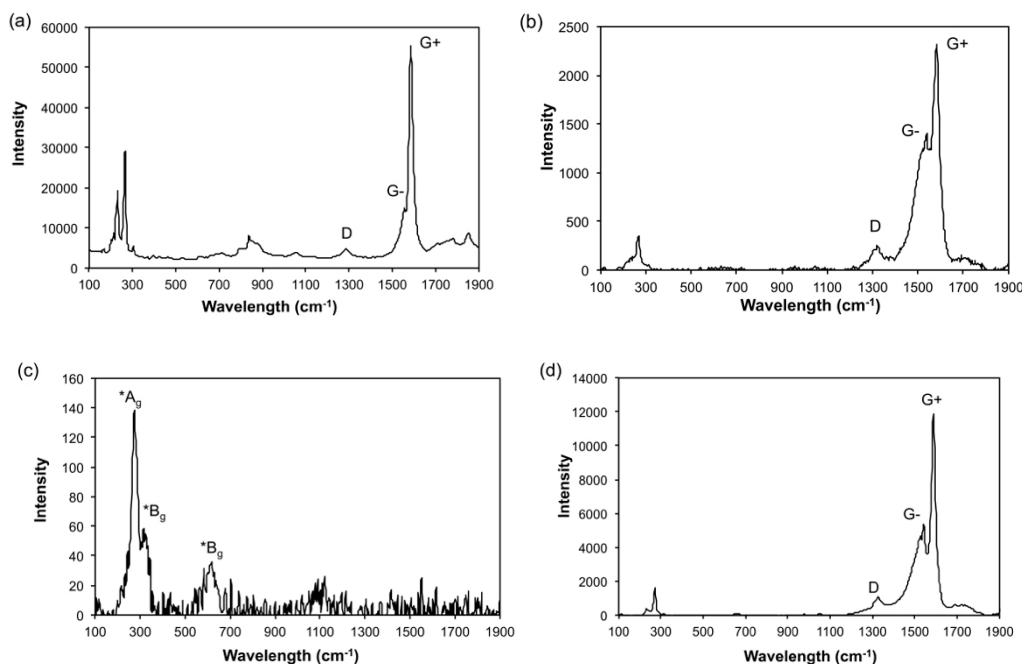 (a)
60000
50000
40000
30000
20000
10000
0
Intensity
G+
G-
D
100 300 500 700 900 1100 1300 1500 1700 1900
Wavelength (cm-1)
(b)
2500
2000
1500
1000
500
0
Intensity
G+
G-
D
100 300 500 700 900 1100 1300 1500 1700 1900
Wavelength (cm-1)
(c)
160
140
120
100
80
60
40
20
0
Intensity
*Ag
*Bg
*Bg
100 300 500 700 900 1100 1300 1500 1700 1900
Wavelength (cm-1)
(d)
14000
12000
10000
8000
6000
4000
2000
0
Intensity
G+
G-
D
100 300 500 700 900 1100 1300 1500 1700 1900
Wavelength (cm-1)